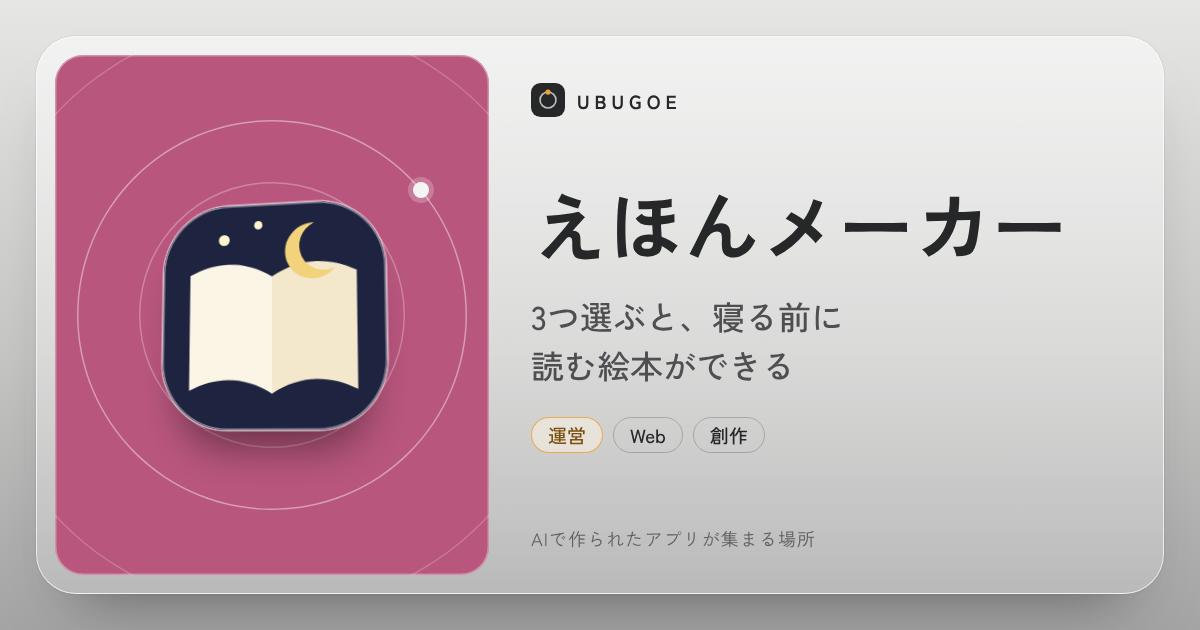 UBUGOE
えほんメーカー
3つ選ぶと、寝る前に
読む絵本ができる
運営 Web 創作
AIで作られたアプリが集まる場所